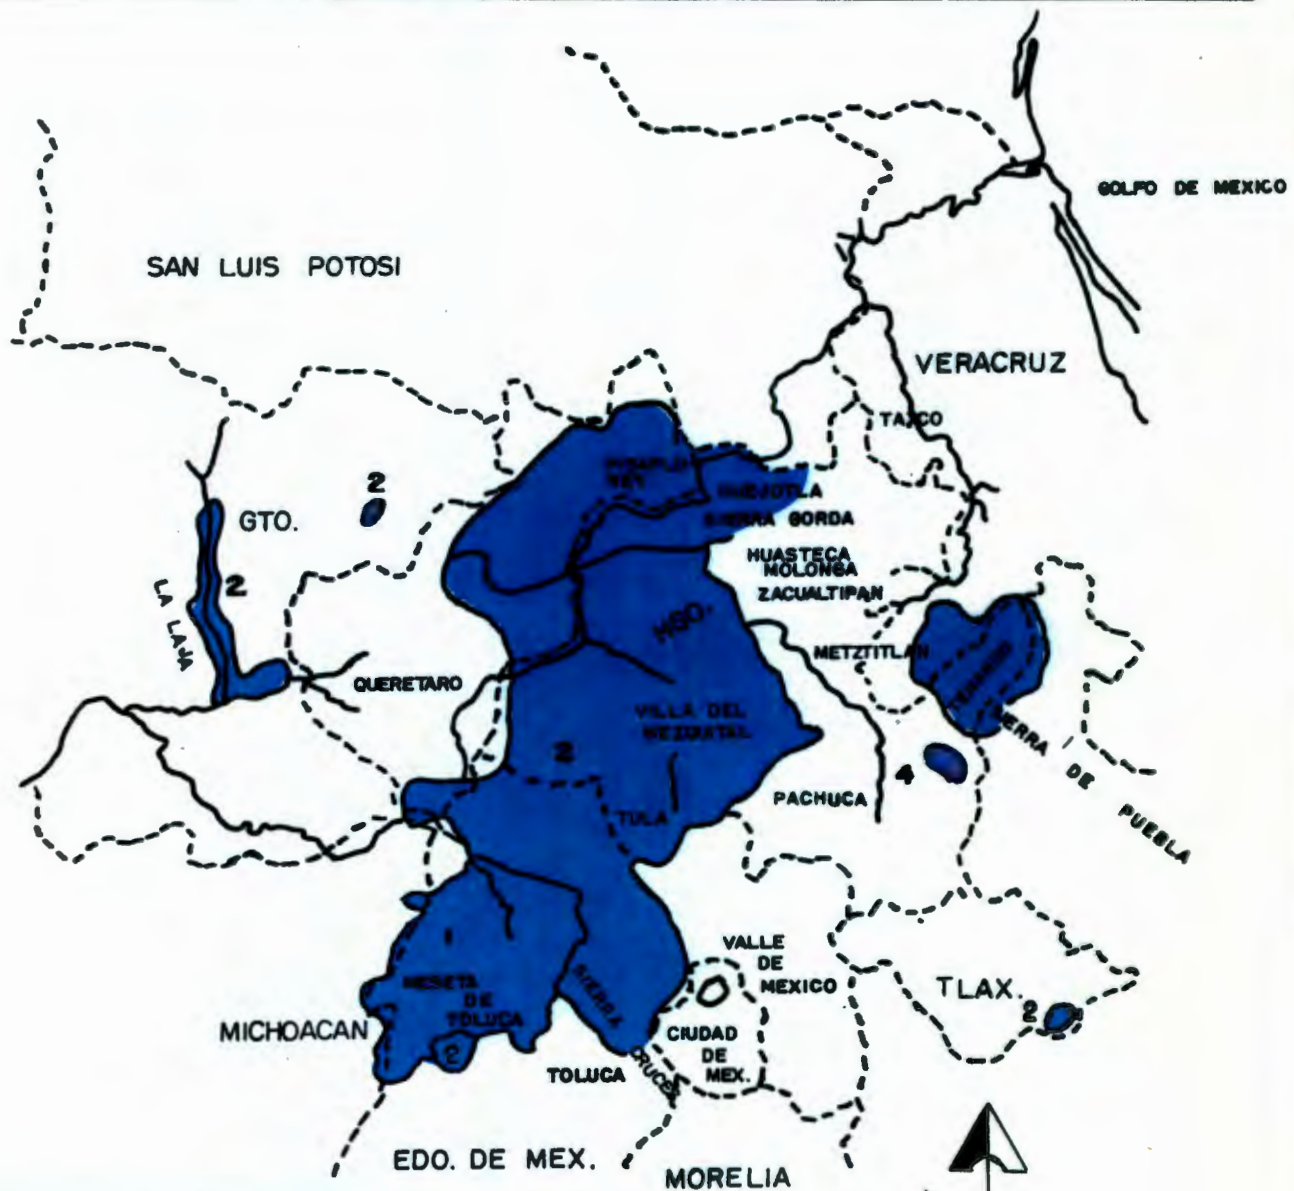 GOLFO DE MEXICO
SAN LUIS POTOSI
VERACRUZ
2
GTO.
HUEJOTLA
SIERRA GORDA
HUASTECA
MOLONGA
ZACUALTIPAN
2
LA LAJA
HGO.
METZTITLAN
QUERETARO
SIERRA DE PUEBLA
VILLA DEL
MEZQUITAL
2
4
PACHUCA
TULA
1
VALLE
DE
MEXICO
MESETA
DE
TOLUCA
SIERRA
CRUCES
TLAX.
2
MICHOACAN
2
CIUDAD
DE
MEX.
TOLUCA
EDO. DE MEX.
MORELIA